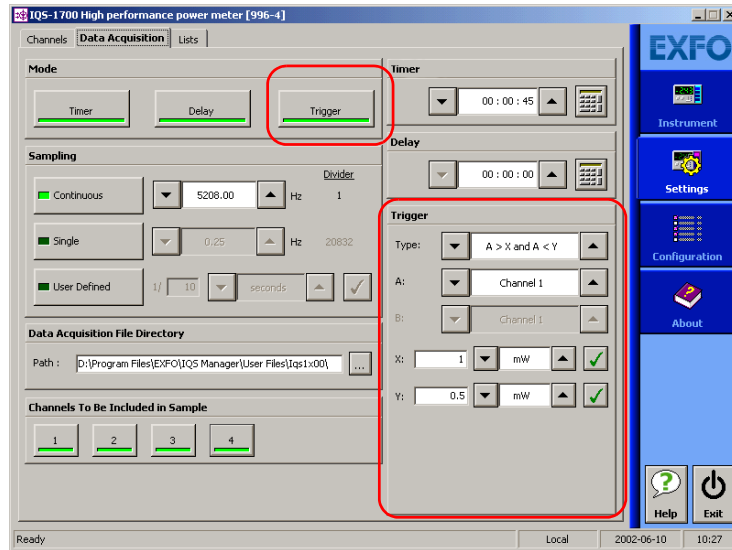 IQS-1700 High performance power meter [996-4]
Channels Data Acquisition Lists
Mode
Timer Delay Trigger
Sampling
Divider
Continuous 5208.00 Hz 1
Single 0.25 Hz 20832
User Defined 1/ 10 seconds
Data Acquisition File Directory
Path : D:\Program Files\EXFO\IQS Manager\User Files\Iqs1x00\ ...
Channels To Be Included in Sample
1 2 3 4
Timer
00 : 00 : 45
Delay
00 : 00 : 00
Trigger
Type: A > X and A < Y
A: Channel 1
B: Channel 1
X: 1 mW
Y: 0.5 mW
EXFO
Instrument
Settings
Configuration
About
Help Exit
Ready Local 2002-06-10 10:27